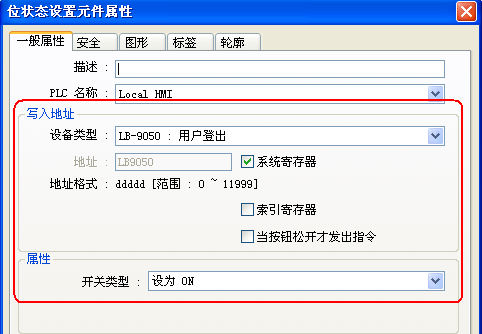 位状态设置元件属性
一般属性 安全 图形 标签 轮廓
描述 :
PLC 名称 : Local HMI
写入地址
设备类型 : LB-9050 : 用户登出
地址 : LB9050 系统寄存器
地址格式 : ddddd [范围 : 0 ~ 11999]
索引寄存器
当按钮松开才发出指令
属性
开关类型 : 设为 ON